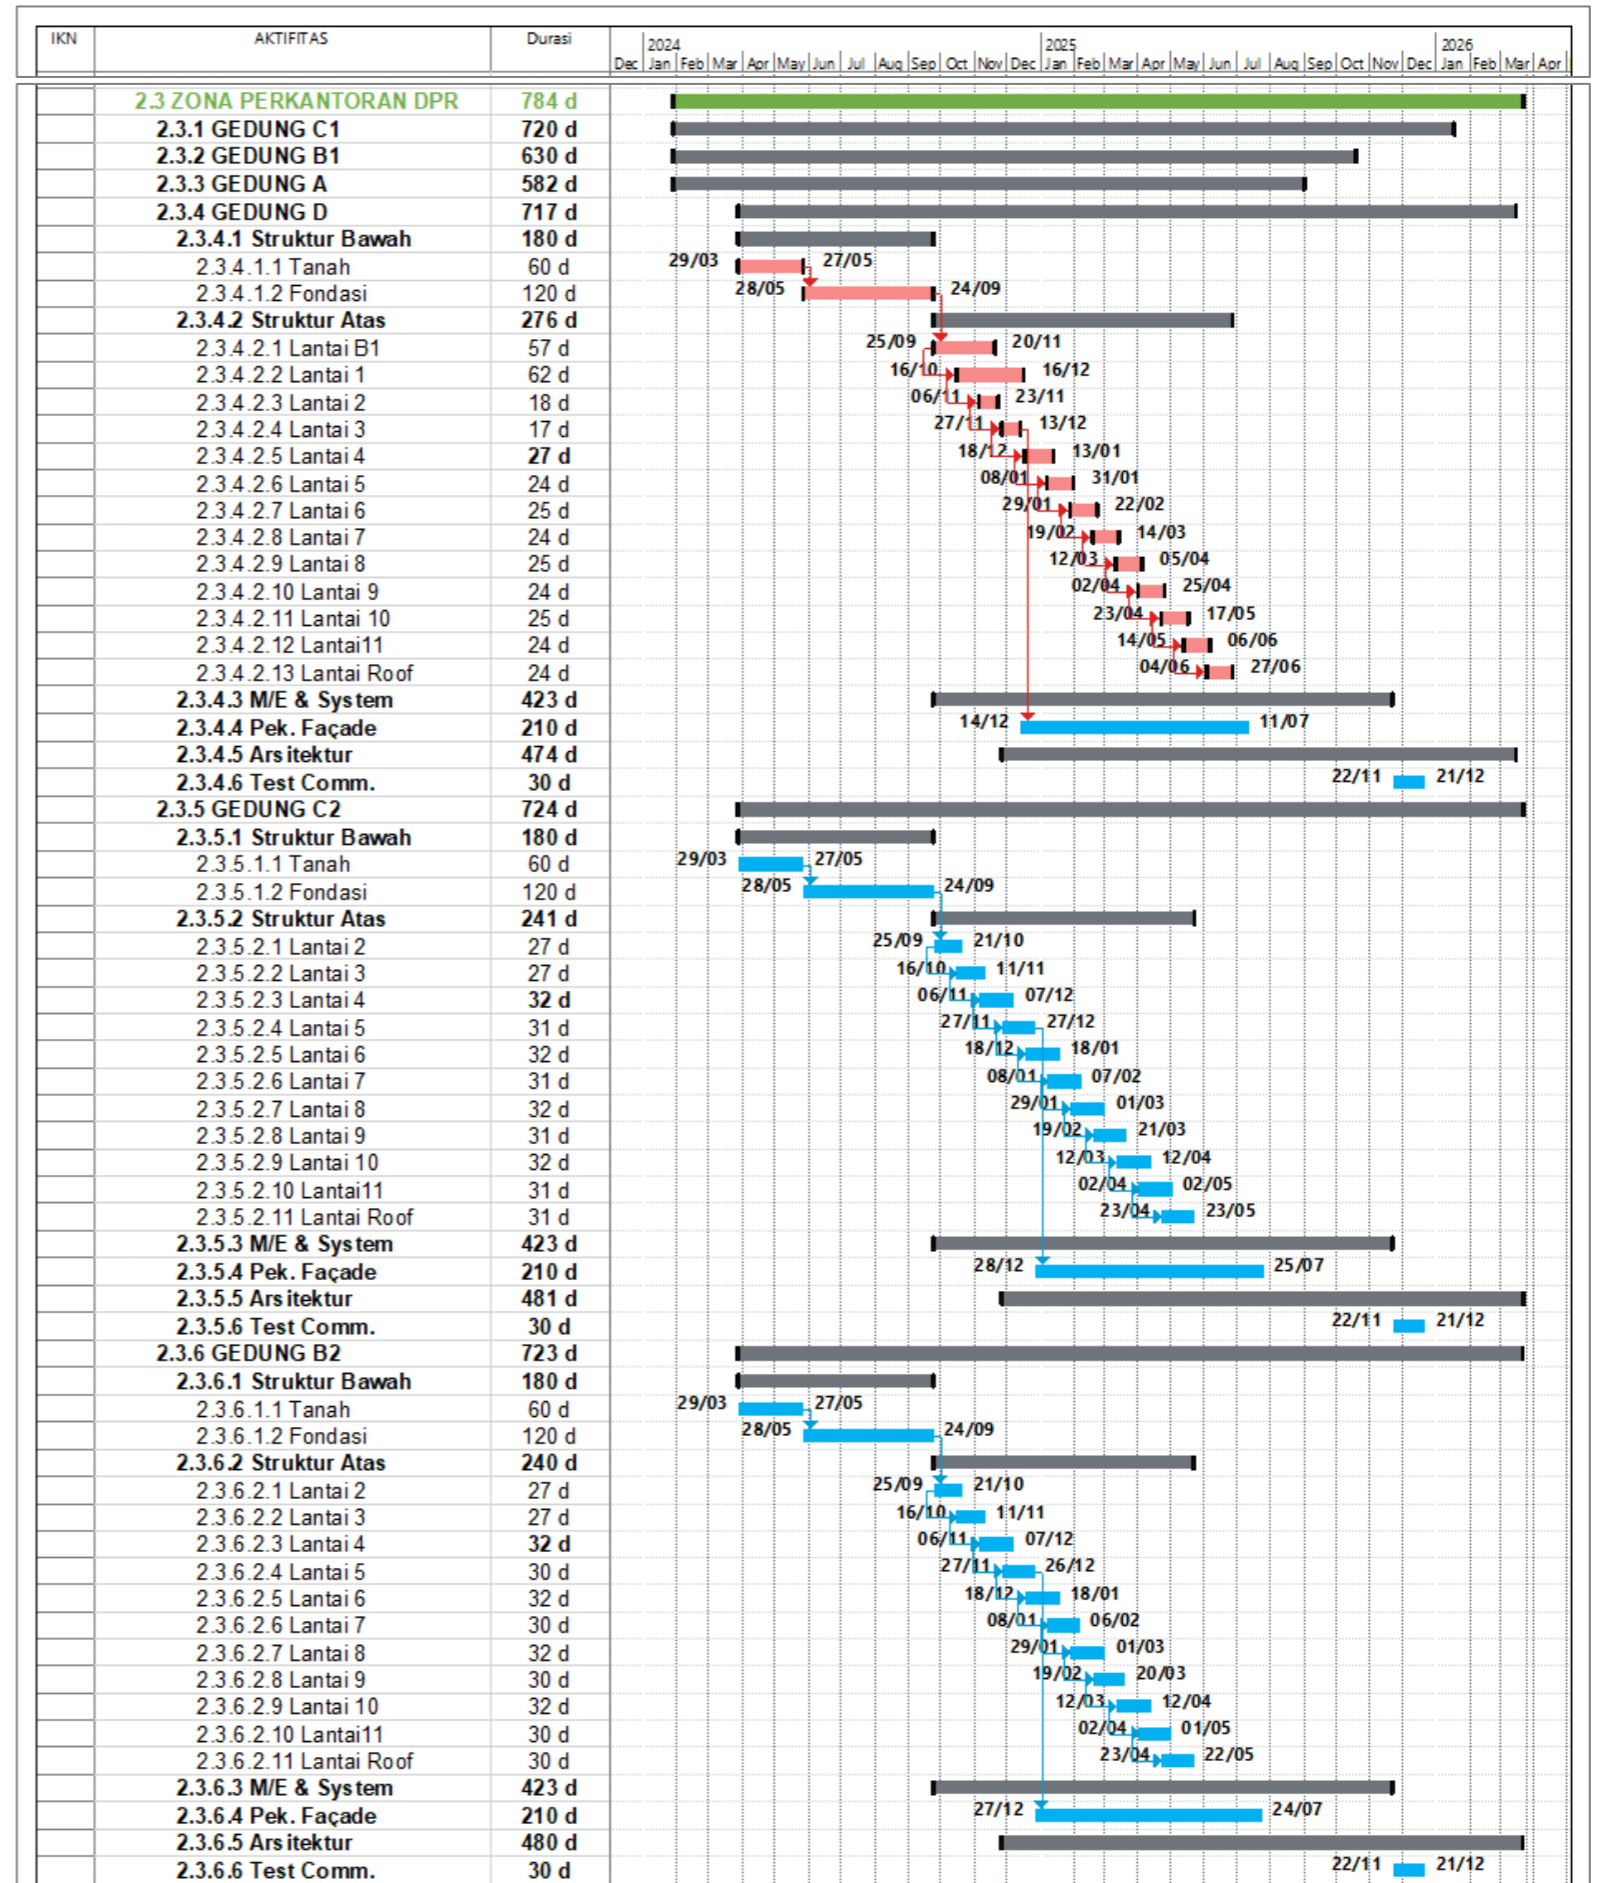 IKN AKTIFITAS Durasi
2024 2025 2026
Dec Jan Feb Mar Apr May Jun Jul Aug Sep Oct Nov Dec Jan Feb Mar Apr May Jun Jul Aug Sep Oct Nov Dec Jan Feb Mar Apr
2.3 ZONA PERKANTORAN DPR 784 d
2.3.1 GEDUNG C1 720 d
2.3.2 GEDUNG B1 630 d
2.3.3 GEDUNG A 582 d
2.3.4 GEDUNG D 717 d
2.3.4.1 Struktur Bawah 180 d
2.3.4.1.1 Tanah 60 d 29/03 27/05
2.3.4.1.2 Fondasi 120 d 28/05 24/09
2.3.4.2 Struktur Atas 276 d
2.3.4.2.1 Lantai B1 57 d 25/09 20/11
2.3.4.2.2 Lantai 1 62 d 16/10 16/12
2.3.4.2.3 Lantai 2 18 d 06/11 23/11
2.3.4.2.4 Lantai 3 17 d 27/11 13/12
2.3.4.2.5 Lantai 4 27 d 18/12 13/01
2.3.4.2.6 Lantai 5 24 d 08/01 31/01
2.3.4.2.7 Lantai 6 25 d 29/01 22/02
2.3.4.2.8 Lantai 7 24 d 19/02 14/03
2.3.4.2.9 Lantai 8 25 d 12/03 05/04
2.3.4.2.10 Lantai 9 24 d 02/04 25/04
2.3.4.2.11 Lantai 10 25 d 23/04 17/05
2.3.4.2.12 Lantai11 24 d 14/05 06/06
2.3.4.2.13 Lantai Roof 24 d 04/06 27/06
2.3.4.3 M/E & System 423 d
2.3.4.4 Pek. Façade 210 d 14/12 11/07
2.3.4.5 Arsitektur 474 d
2.3.4.6 Test Comm. 30 d 22/11 21/12
2.3.5 GEDUNG C2 724 d
2.3.5.1 Struktur Bawah 180 d
2.3.5.1.1 Tanah 60 d 29/03 27/05
2.3.5.1.2 Fondasi 120 d 28/05 24/09
2.3.5.2 Struktur Atas 241 d
2.3.5.2.1 Lantai 2 27 d 25/09 21/10
2.3.5.2.2 Lantai 3 27 d 16/10 11/11
2.3.5.2.3 Lantai 4 32 d 06/11 07/12
2.3.5.2.4 Lantai 5 31 d 27/11 27/12
2.3.5.2.5 Lantai 6 32 d 18/12 18/01
2.3.5.2.6 Lantai 7 31 d 08/01 07/02
2.3.5.2.7 Lantai 8 32 d 29/01 01/03
2.3.5.2.8 Lantai 9 31 d 19/02 21/03
2.3.5.2.9 Lantai 10 32 d 12/03 12/04
2.3.5.2.10 Lantai11 31 d 02/04 02/05
2.3.5.2.11 Lantai Roof 31 d 23/04 23/05
2.3.5.3 M/E & System 423 d
2.3.5.4 Pek. Façade 210 d 28/12 25/07
2.3.5.5 Arsitektur 481 d
2.3.5.6 Test Comm. 30 d 22/11 21/12
2.3.6 GEDUNG B2 723 d
2.3.6.1 Struktur Bawah 180 d
2.3.6.1.1 Tanah 60 d 29/03 27/05
2.3.6.1.2 Fondasi 120 d 28/05 24/09
2.3.6.2 Struktur Atas 240 d
2.3.6.2.1 Lantai 2 27 d 25/09 21/10
2.3.6.2.2 Lantai 3 27 d 16/10 11/11
2.3.6.2.3 Lantai 4 32 d 06/11 07/12
2.3.6.2.4 Lantai 5 30 d 27/11 26/12
2.3.6.2.5 Lantai 6 32 d 18/12 18/01
2.3.6.2.6 Lantai 7 30 d 08/01 06/02
2.3.6.2.7 Lantai 8 32 d 29/01 01/03
2.3.6.2.8 Lantai 9 30 d 19/02 20/03
2.3.6.2.9 Lantai 10 32 d 12/03 12/04
2.3.6.2.10 Lantai11 30 d 02/04 01/05
2.3.6.2.11 Lantai Roof 30 d 23/04 22/05
2.3.6.3 M/E & System 423 d
2.3.6.4 Pek. Façade 210 d 27/12 24/07
2.3.6.5 Arsitektur 480 d
2.3.6.6 Test Comm. 30 d 22/11 21/12